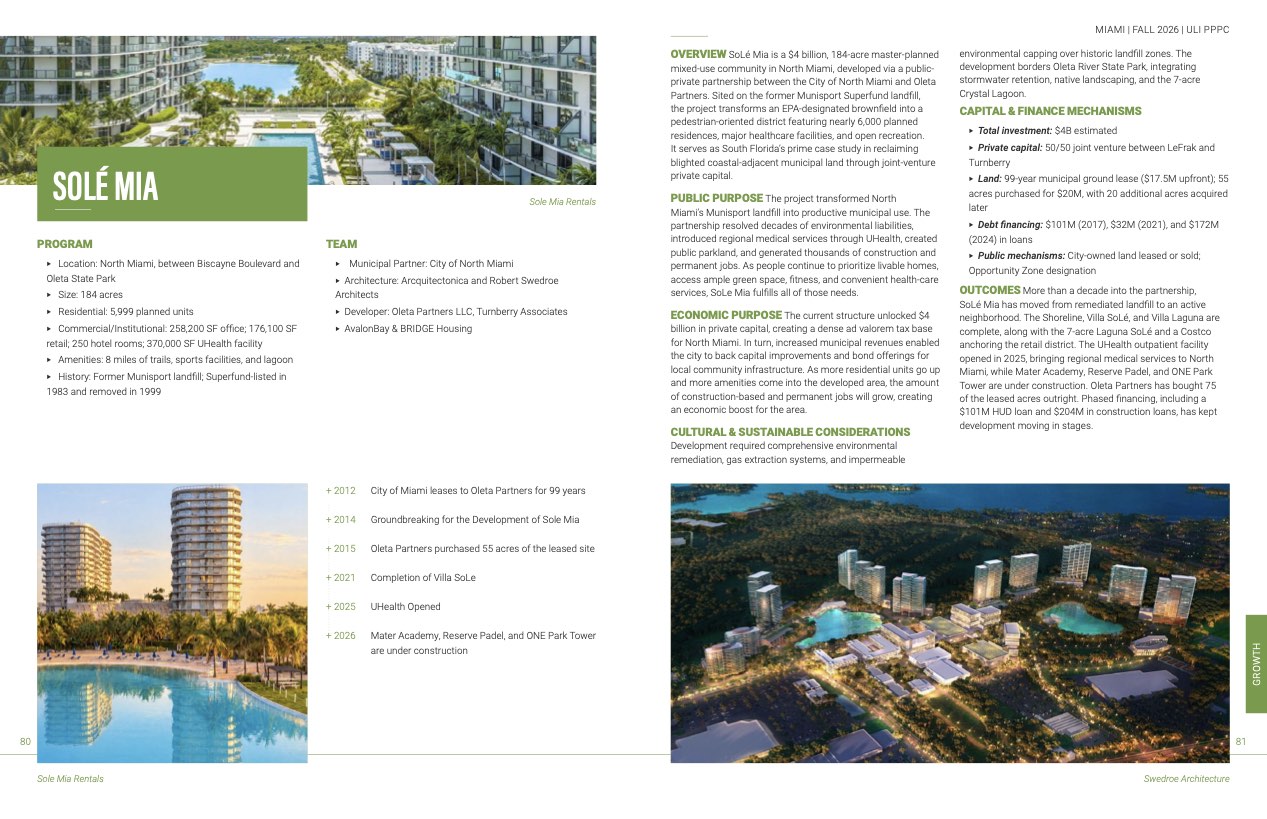 MIAMI | FALL 2026 | ULI PPPC
SOLÉ MIA
Sole Mia Rentals
PROGRAM
‣ Location: North Miami, between Biscayne Boulevard and
Oleta State Park
‣ Size: 184 acres
‣ Residential: 5,999 planned units
‣ Commercial/Institutional: 258,200 SF office; 176,100 SF
retail; 250 hotel rooms; 370,000 SF UHealth facility
‣ Amenities: 8 miles of trails, sports facilities, and lagoon
‣ History: Former Munisport landfill; Superfund-listed in
1983 and removed in 1999
TEAM
‣ Municipal Partner: City of North Miami
‣ Architecture: Arcquitectonica and Robert Swedroe
Architects
‣ Developer: Oleta Partners LLC, Turnberry Associates
‣ AvalonBay & BRIDGE Housing
+ 2012 City of Miami leases to Oleta Partners for 99 years
+ 2014 Groundbreaking for the Development of Sole Mia
+ 2015 Oleta Partners purchased 55 acres of the leased site
+ 2021 Completion of Villa SoLe
+ 2025 UHealth Opened
+ 2026 Mater Academy, Reserve Padel, and ONE Park Tower
are under construction
80
Sole Mia Rentals
OVERVIEW SoLé Mia is a $4 billion, 184-acre master-planned
mixed-use community in North Miami, developed via a public-
private partnership between the City of North Miami and Oleta
Partners. Sited on the former Munisport Superfund landfill,
the project transforms an EPA-designated brownfield into a
pedestrian-oriented district featuring nearly 6,000 planned
residences, major healthcare facilities, and open recreation.
It serves as South Florida's prime case study in reclaiming
blighted coastal-adjacent municipal land through joint-venture
private capital.
PUBLIC PURPOSE The project transformed North
Miami's Munisport landfill into productive municipal use. The
partnership resolved decades of environmental liabilities,
introduced regional medical services through UHealth, created
public parkland, and generated thousands of construction and
permanent jobs. As people continue to prioritize livable homes,
access ample green space, fitness, and convenient health-care
services, SoLe Mia fulfills all of those needs.
ECONOMIC PURPOSE The current structure unlocked $4
billion in private capital, creating a dense ad valorem tax base
for North Miami. In turn, increased municipal revenues enabled
the city to back capital improvements and bond offerings for
local community infrastructure. As more residential units go up
and more amenities come into the developed area, the amount
of construction-based and permanent jobs will grow, creating
an economic boost for the area.
CULTURAL & SUSTAINABLE CONSIDERATIONS
Development required comprehensive environmental
remediation, gas extraction systems, and impermeable
environmental capping over historic landfill zones. The
development borders Oleta River State Park, integrating
stormwater retention, native landscaping, and the 7-acre
Crystal Lagoon.
CAPITAL & FINANCE MECHANISMS
‣ Total investment: $4B estimated
‣ Private capital: 50/50 joint venture between LeFrak and
Turnberry
‣ Land: 99-year municipal ground lease ($17.5M upfront); 55
acres purchased for $20M, with 20 additional acres acquired
later
‣ Debt financing: $101M (2017), $32M (2021), and $172M
(2024) in loans
‣ Public mechanisms: City-owned land leased or sold;
Opportunity Zone designation
OUTCOMES More than a decade into the partnership,
SoLé Mia has moved from remediated landfill to an active
neighborhood. The Shoreline, Villa SoLé, and Villa Laguna are
complete, along with the 7-acre Laguna SoLé and a Costco
anchoring the retail district. The UHealth outpatient facility
opened in 2025, bringing regional medical services to North
Miami, while Mater Academy, Reserve Padel, and ONE Park
Tower are under construction. Oleta Partners has bought 75
of the leased acres outright. Phased financing, including a
$101M HUD loan and $204M in construction loans, has kept
development moving in stages.
GROWTH
81
Swedroe Architecture